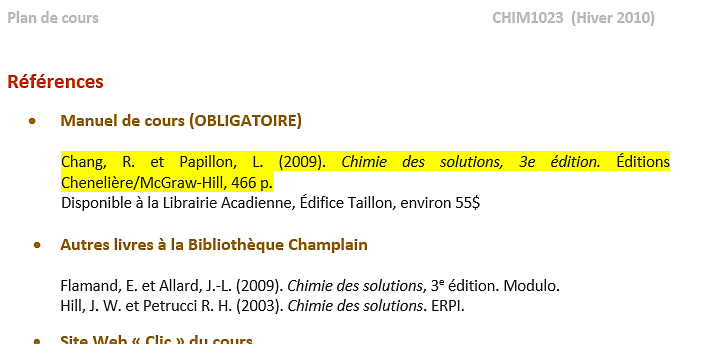 Plan de cours CHIM1023 (Hiver 2010)
Références
• Manuel de cours (OBLIGATOIRE)
Chang, R. et Papillon, L. (2009). Chimie des solutions, 3e édition. Éditions
Chenelière/McGraw-Hill, 466 p.
Disponible à la Librairie Acadienne, Édifice Taillon, environ 55$
• Autres livres à la Bibliothèque Champlain
Flamand, E. et Allard, J.-L. (2009). Chimie des solutions, 3e édition. Modulo.
Hill, J. W. et Petrucci R. H. (2003). Chimie des solutions. ERPI.
• Site Web « Clic » du cours